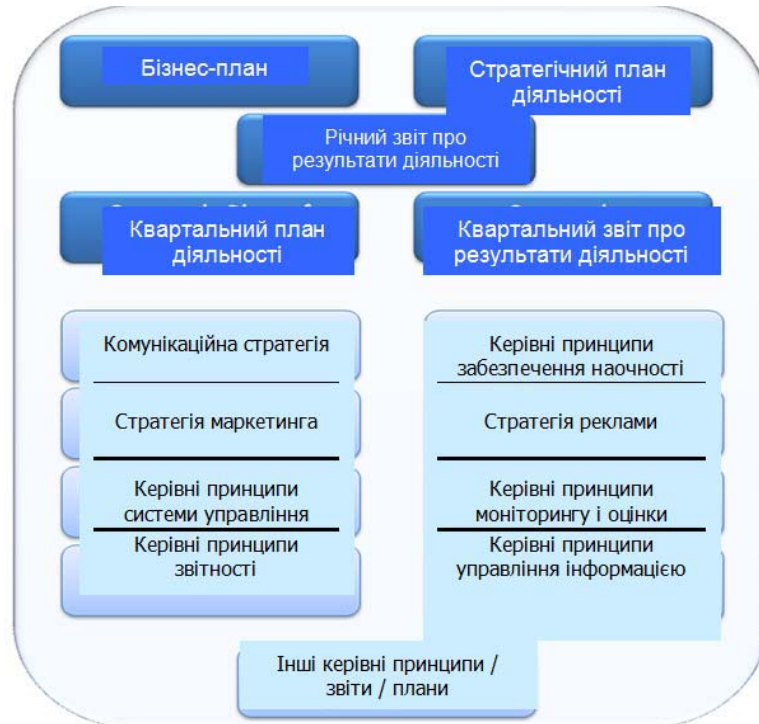 Бізнес-план
Стратегічний план
діяльності
Річний звіт про
результати діяльності
Квартальний план
діяльності
Квартальний звіт про
результати діяльності
Комунікаційна стратегія
Керівні принципи
забезпечення наочності
Стратегія маркетинга
Стратегія реклами
Керівні принципи
системи управління
Керівні принципи
моніторингу і оцінки
Керівні принципи
звітності
Керівні принципи
управління інформацією
Інші керівні принципи /
звіти / плани